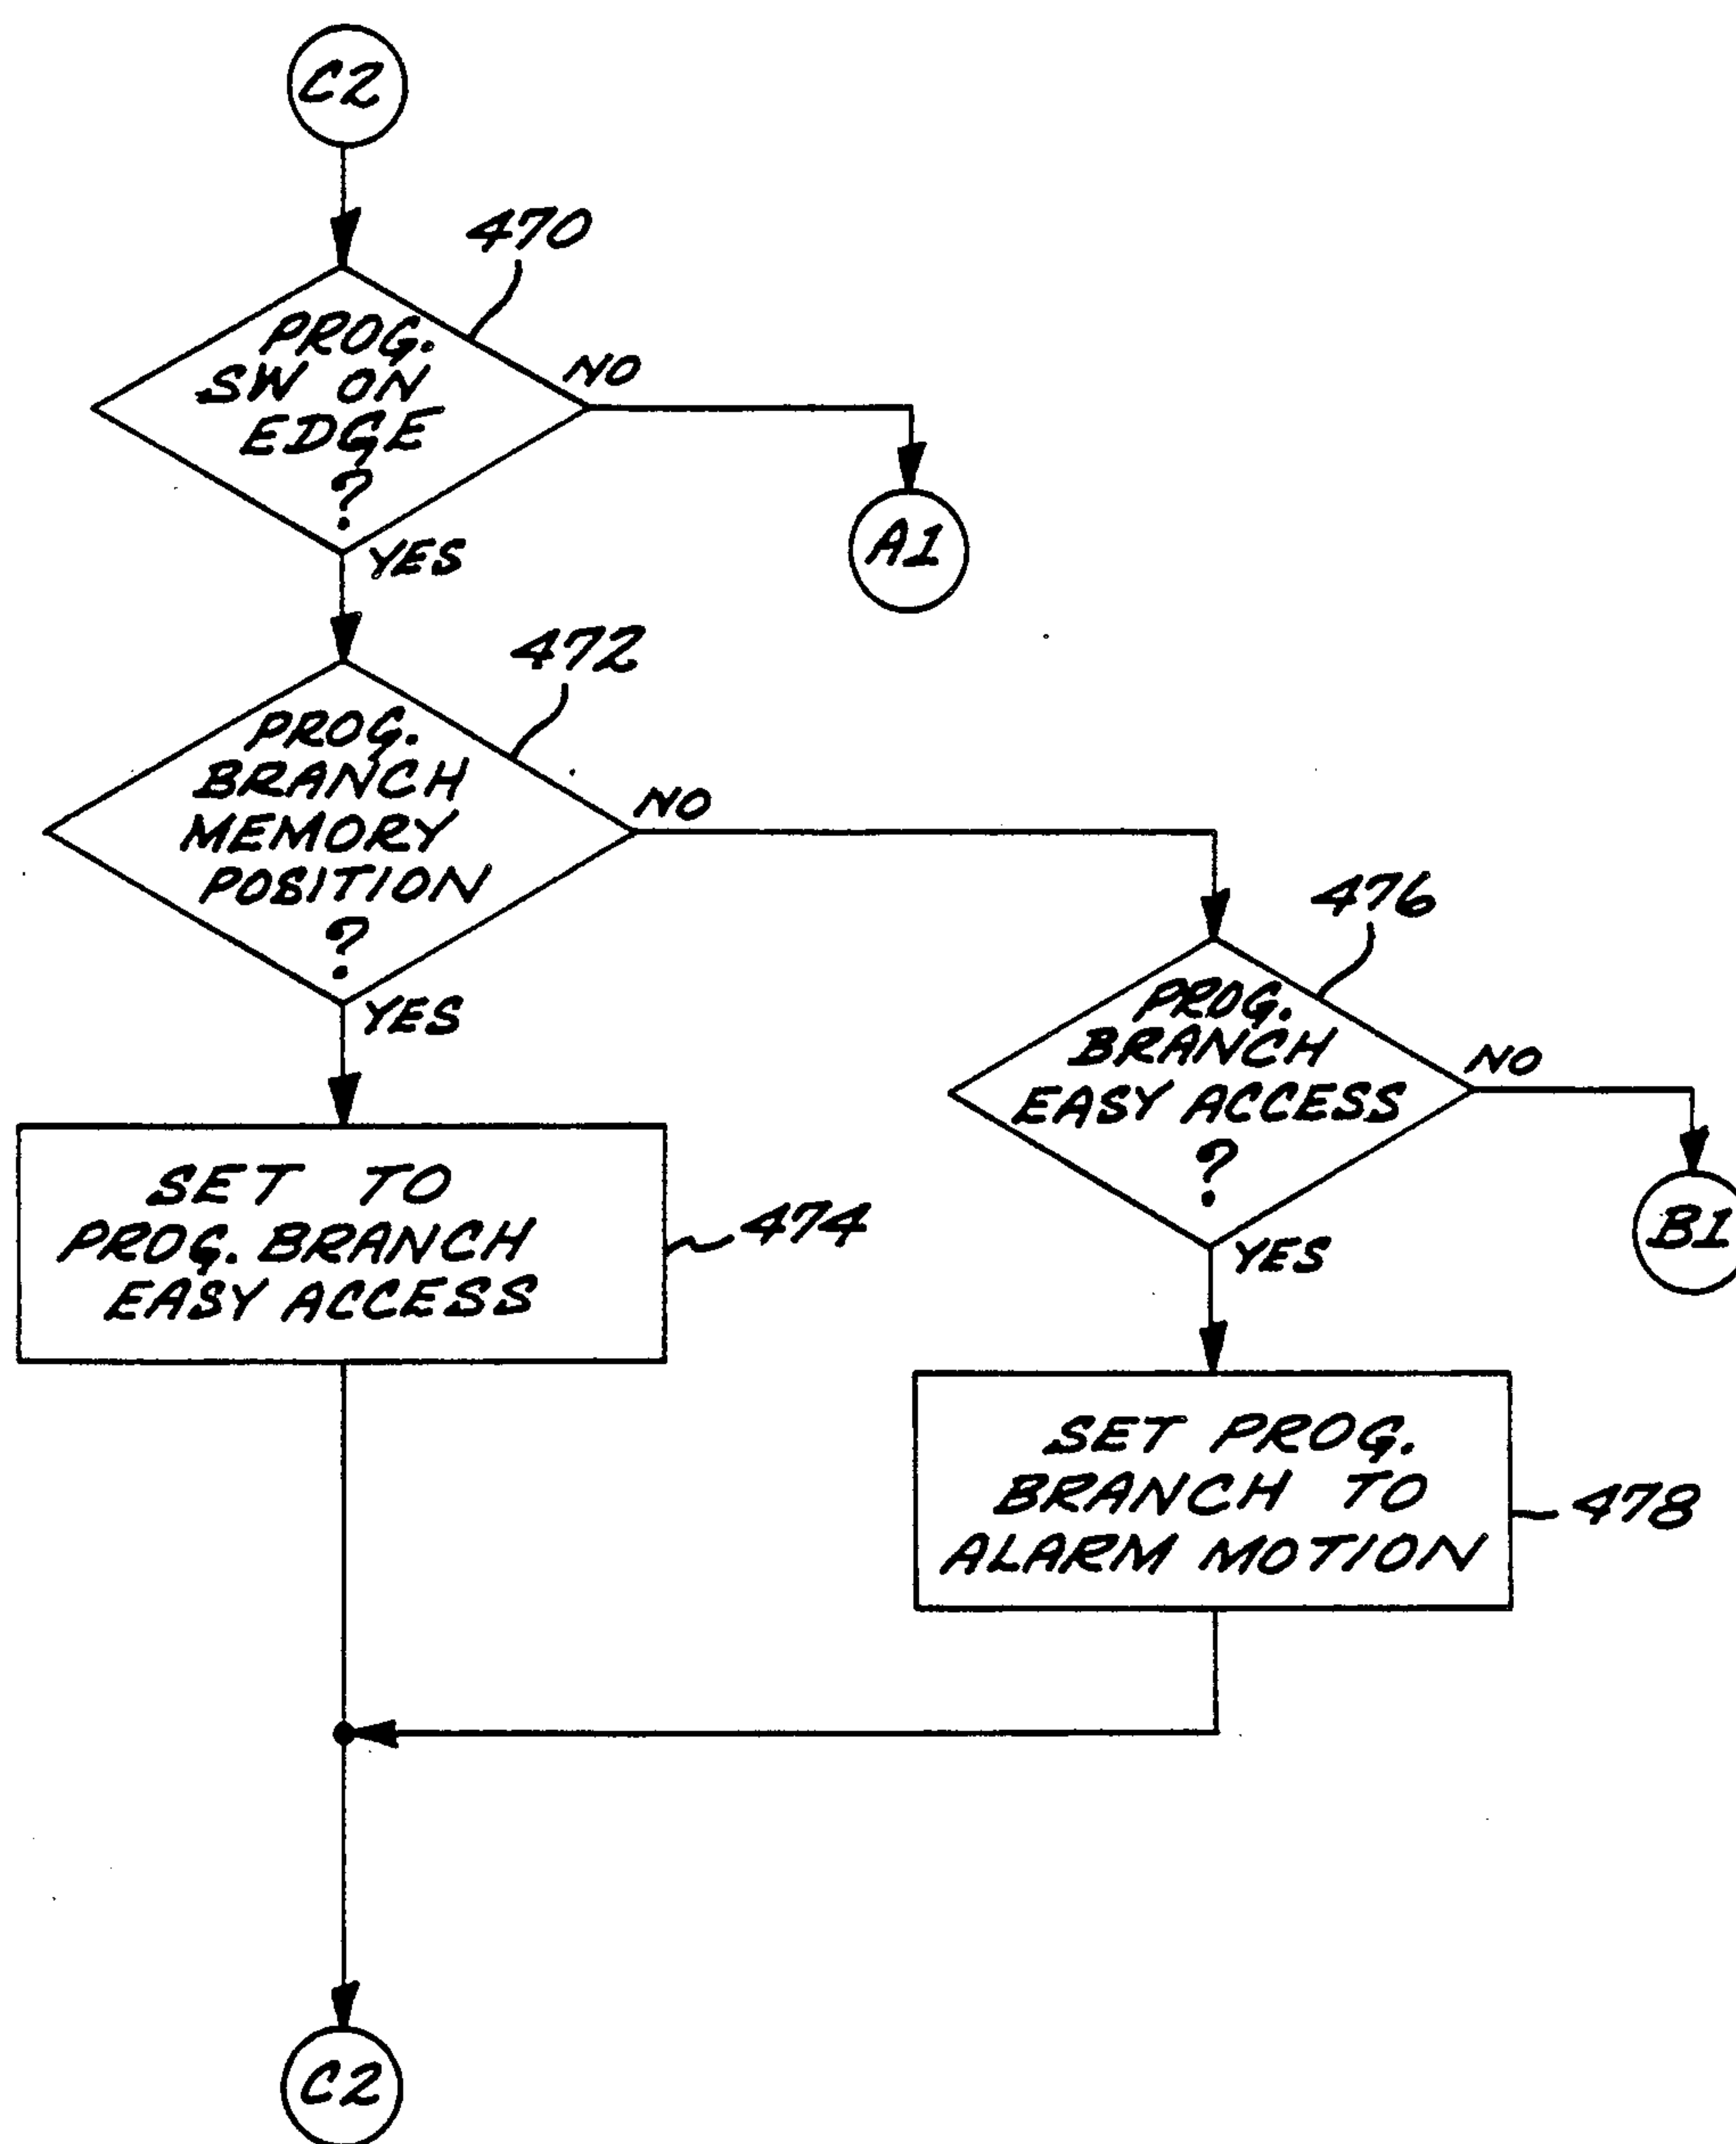 C2
470
PROG.
SW ON
EDGE
?
NO
YES
A1
472
PROG.
BRANCH
MEMORY
POSITION
?
NO
YES
476
PROG.
BRANCH
EASY ACCESS
?
NO
YES
B1
SET TO
PROG. BRANCH
EASY ACCESS
474
SET PROG.
BRANCH TO
ALARM MOTION
478
C2